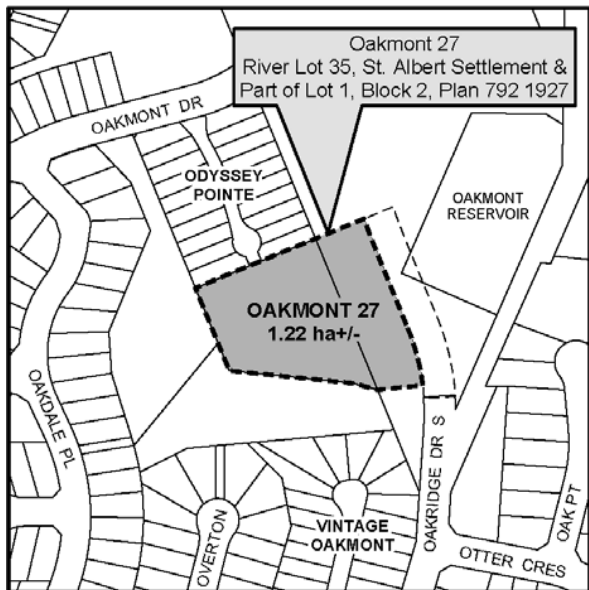 Oakmont 27
River Lot 35, St. Albert Settlement &
Part of Lot 1, Block 2, Plan 792 1927
OAKMONT DR
ODYSSEY
POINTE
OAKMONT
RESERVOIR
OAKMONT 27
1.22 ha+/-
OAKDALE PL
OVERTON
VINTAGE
OAKMONT
OAKRIDGE DR S
OAK PT
OTTER CRES